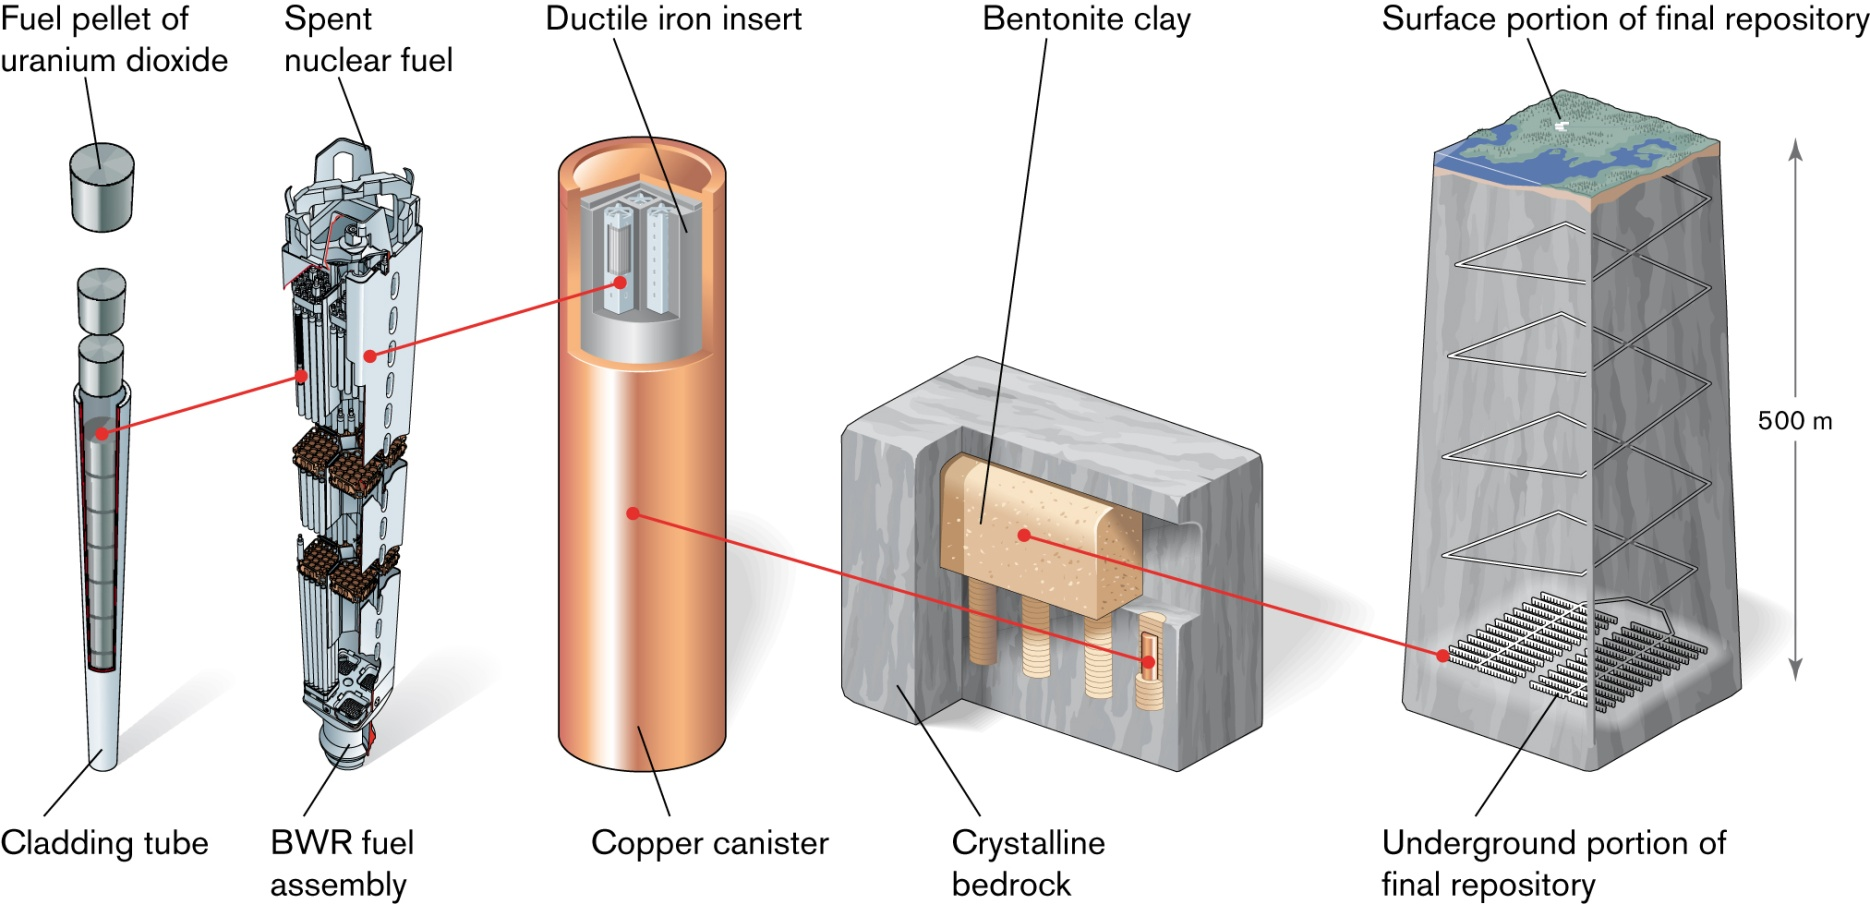 Fuel pellet of
uranium dioxide
Spent
nuclear fuel
Ductile iron insert
Bentonite clay
Surface portion of final repository
500 m
Cladding tube
BWR fuel
assembly
Copper canister
Crystalline
bedrock
Underground portion of
final repository